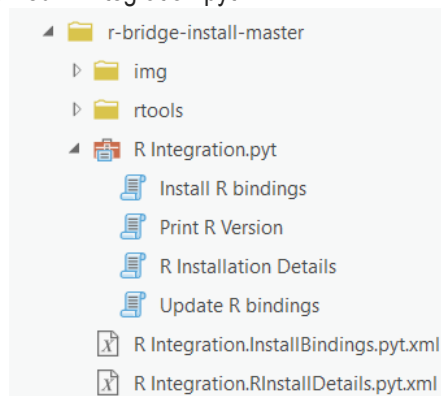 r-bridge-install-master
img
rtools
R Integration.pyt
Install R bindings
Print R Version
R Installation Details
Update R bindings
R Integration.InstallBindings.pyt.xml
R Integration.RInstallDetails.pyt.xml